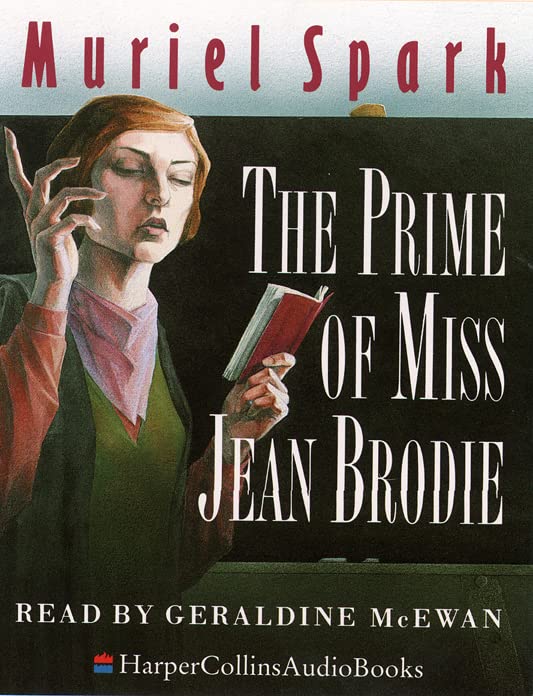 Muriel Spark
THE PRIME
OF MISS
JEAN BRODIE
READ BY GERALDINE McEWAN
HarperCollinsAudioBooks